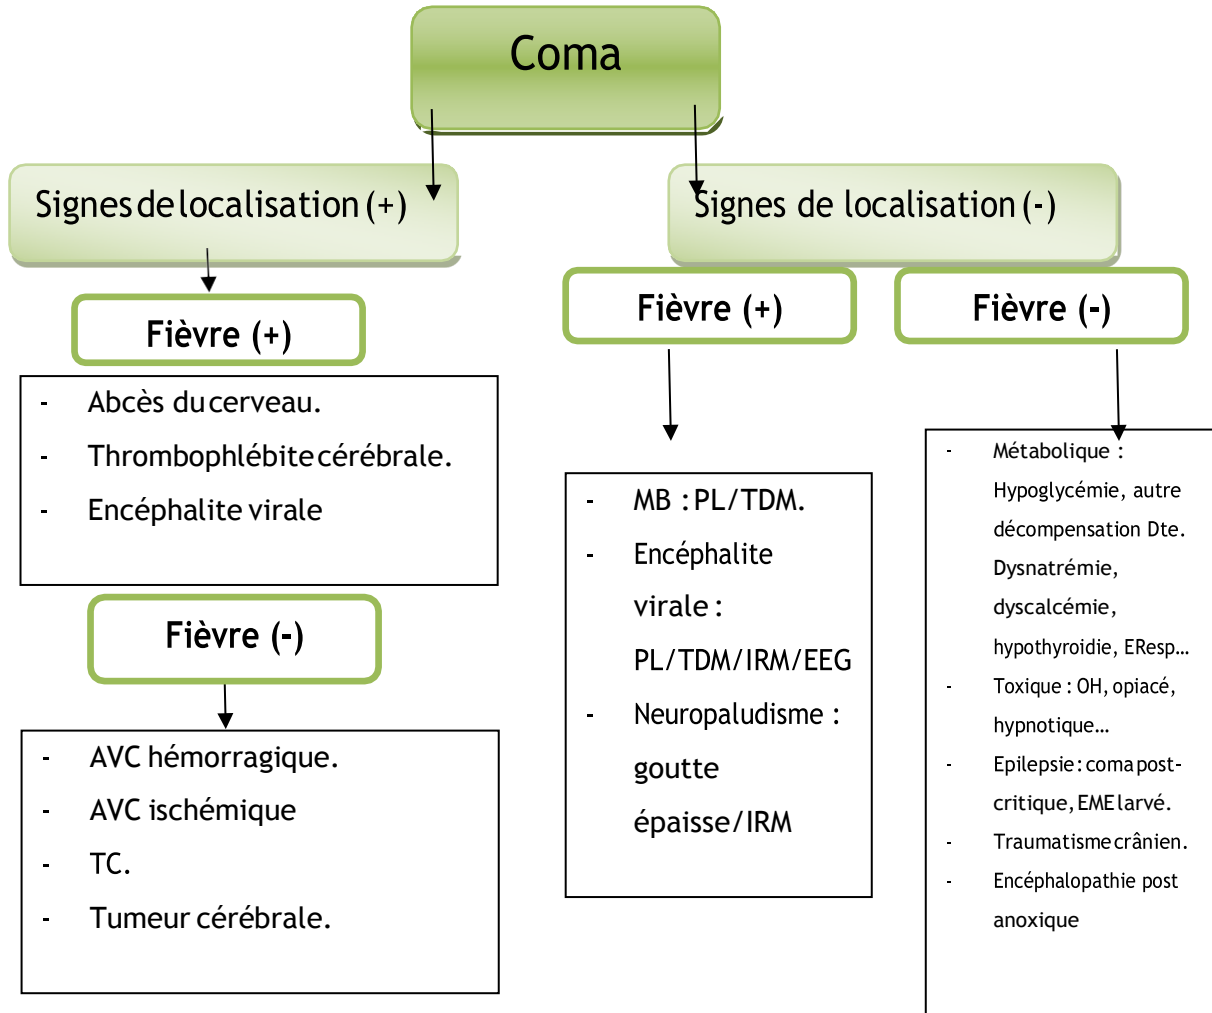 Coma
Signes de localisation (+)
Fièvre (+)
- Abcès du cerveau.
- Thrombophlébite cérébrale.
- Encéphalite virale
Fièvre (-)
- AVC hémorragique.
- AVC ischémique
- TC.
- Tumeur cérébrale.
Signes de localisation (-)
Fièvre (+)
- MB : PL/TDM.
- Encéphalite
virale :
PL/TDM/IRM/EEG
- Neuropaludisme :
goutte
épaisse/IRM
Fièvre (-)
- Métabolique :
Hypoglycémie, autre
décompensation Dte.
Dysnatrémie,
dyscalcémie,
hypothyroidie, EResp…
- Toxique : OH, opiacé,
hypnotique…
- Epilepsie : coma post-
critique, EME larvé.
- Traumatisme crânien.
- Encéphalopathie post
anoxique